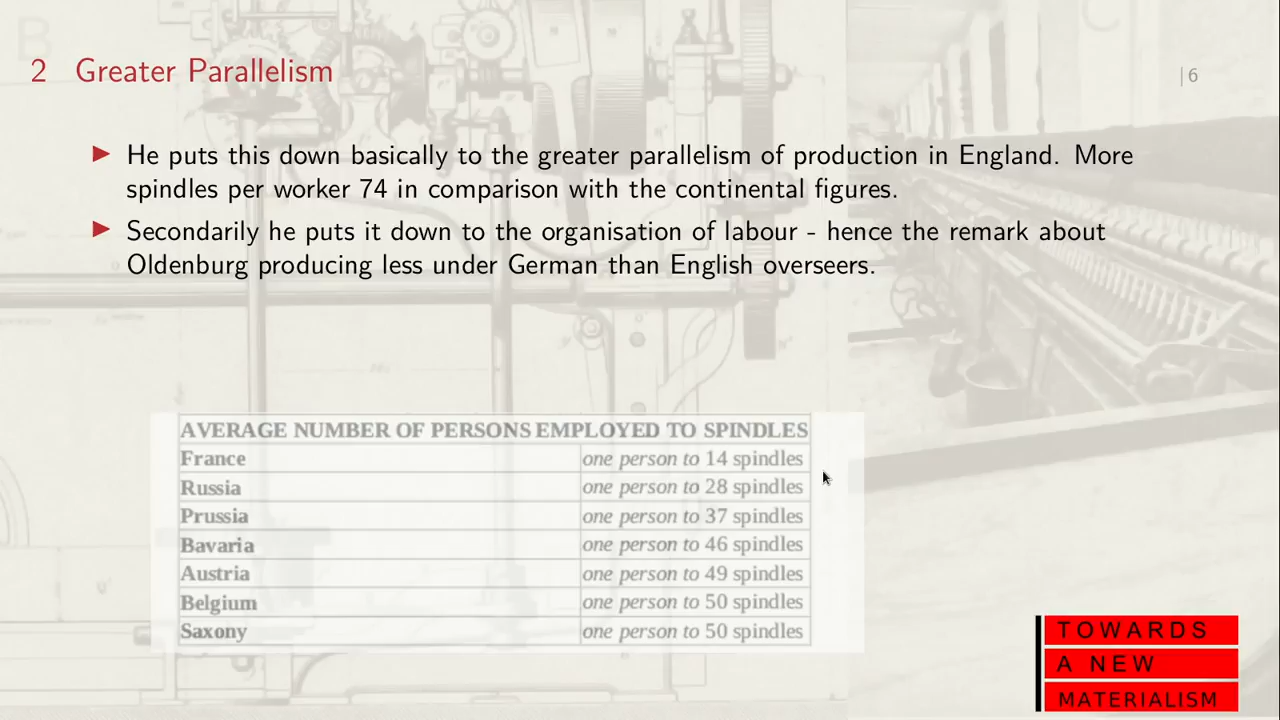 2 Greater Parallelism
| 6
▶ He puts this down basically to the greater parallelism of production in England. More
spindles per worker 74 in comparison with the continental figures.
▶ Secondarily he puts it down to the organisation of labour - hence the remark about
Oldenburg producing less under German than English overseers.
AVERAGE NUMBER OF PERSONS EMPLOYED TO SPINDLES
France one person to 14 spindles
Russia one person to 28 spindles
Prussia one person to 37 spindles
Bavaria one person to 46 spindles
Austria one person to 49 spindles
Belgium one person to 50 spindles
Saxony one person to 50 spindles
TOWARDS
A NEW
MATERIALISM